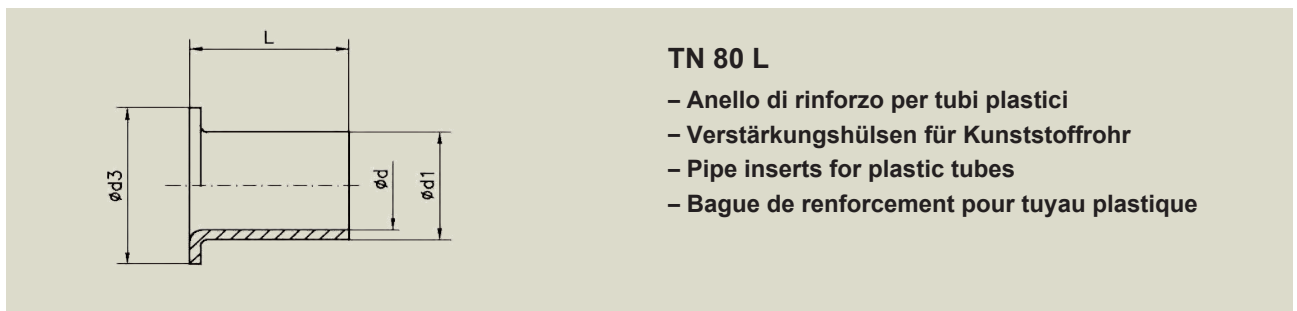 L
ød3
ød
ød1
TN 80 L
– Anello di rinforzo per tubi plastici
– Verstärkungshülsen für Kunststoffrohr
– Pipe inserts for plastic tubes
– Bague de renforcement pour tuyau plastique